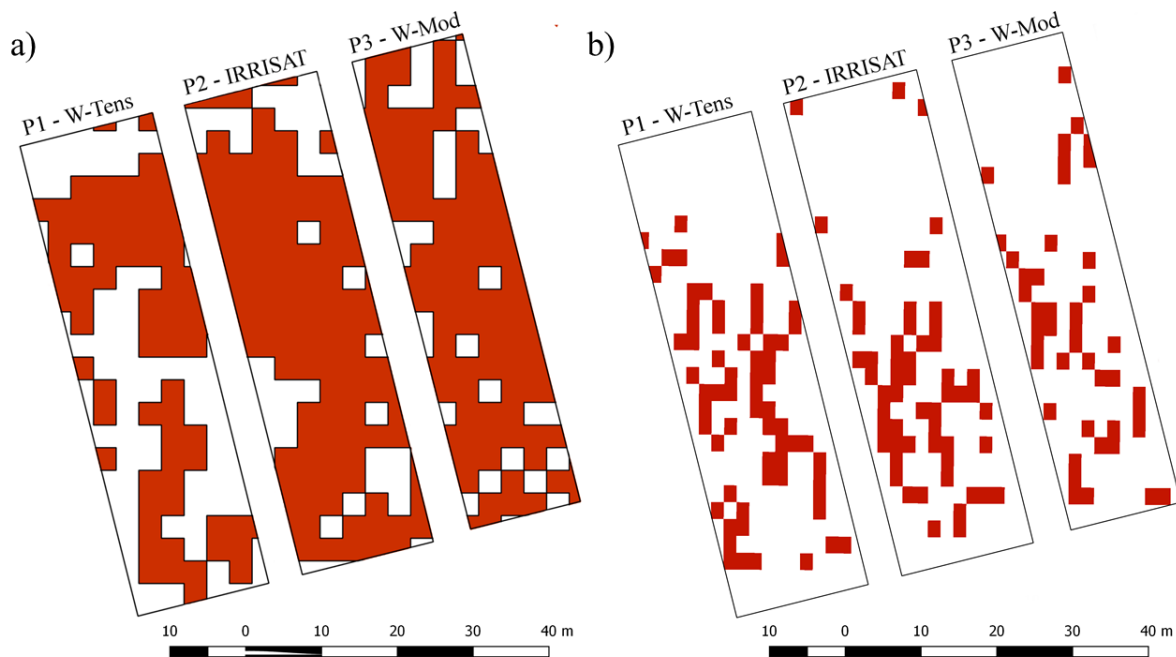 a)
P1 - W-Tens
P2 - IRRISAT
P3 - W-Mod
10 0 10 20 30 40 m
b)
P1 - W-Tens
P2 - IRRISAT
P3 - W-Mod
10 0 10 20 30 40 m